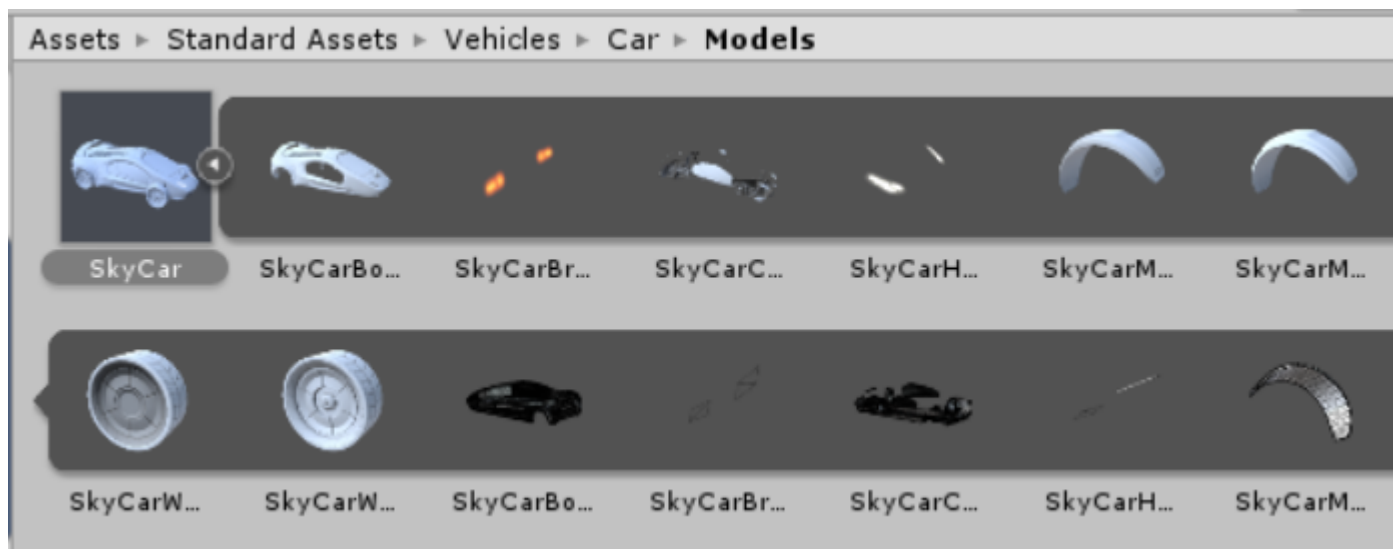 Assets ▸ Standard Assets ▸ Vehicles ▸ Car ▸ Models
SkyCar SkyCarBo... SkyCarBr... SkyCarC... SkyCarH... SkyCarM... SkyCarM...
SkyCarW... SkyCarW... SkyCarBo... SkyCarBr... SkyCarC... SkyCarH... SkyCarM...